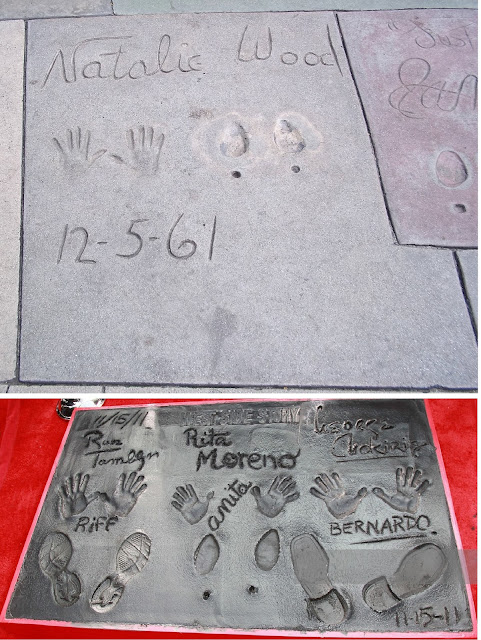 Natalie Wood
"Just
12-5-61
11/15/11 WEST SIDE STORY George
Russ Rita Chakiris
Tamblyn Moreno
anita
RiFF BERNARDO.
11-15-11